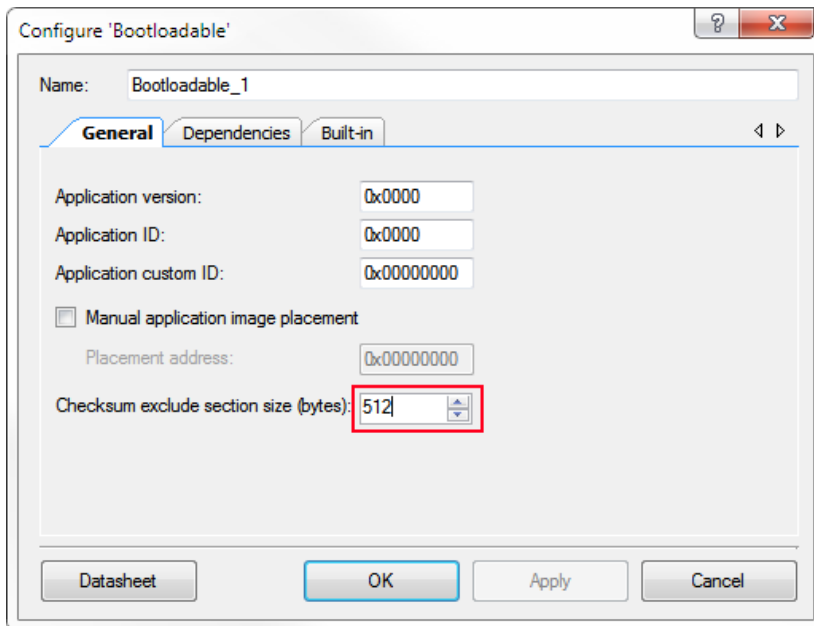 Configure 'Bootloadable'
Name: Bootloadable_1
General Dependencies Built-in
Application version: 0x0000
Application ID: 0x0000
Application custom ID: 0x00000000
Manual application image placement
Placement address: 0x00000000
Checksum exclude section size (bytes): 512
Datasheet OK Apply Cancel